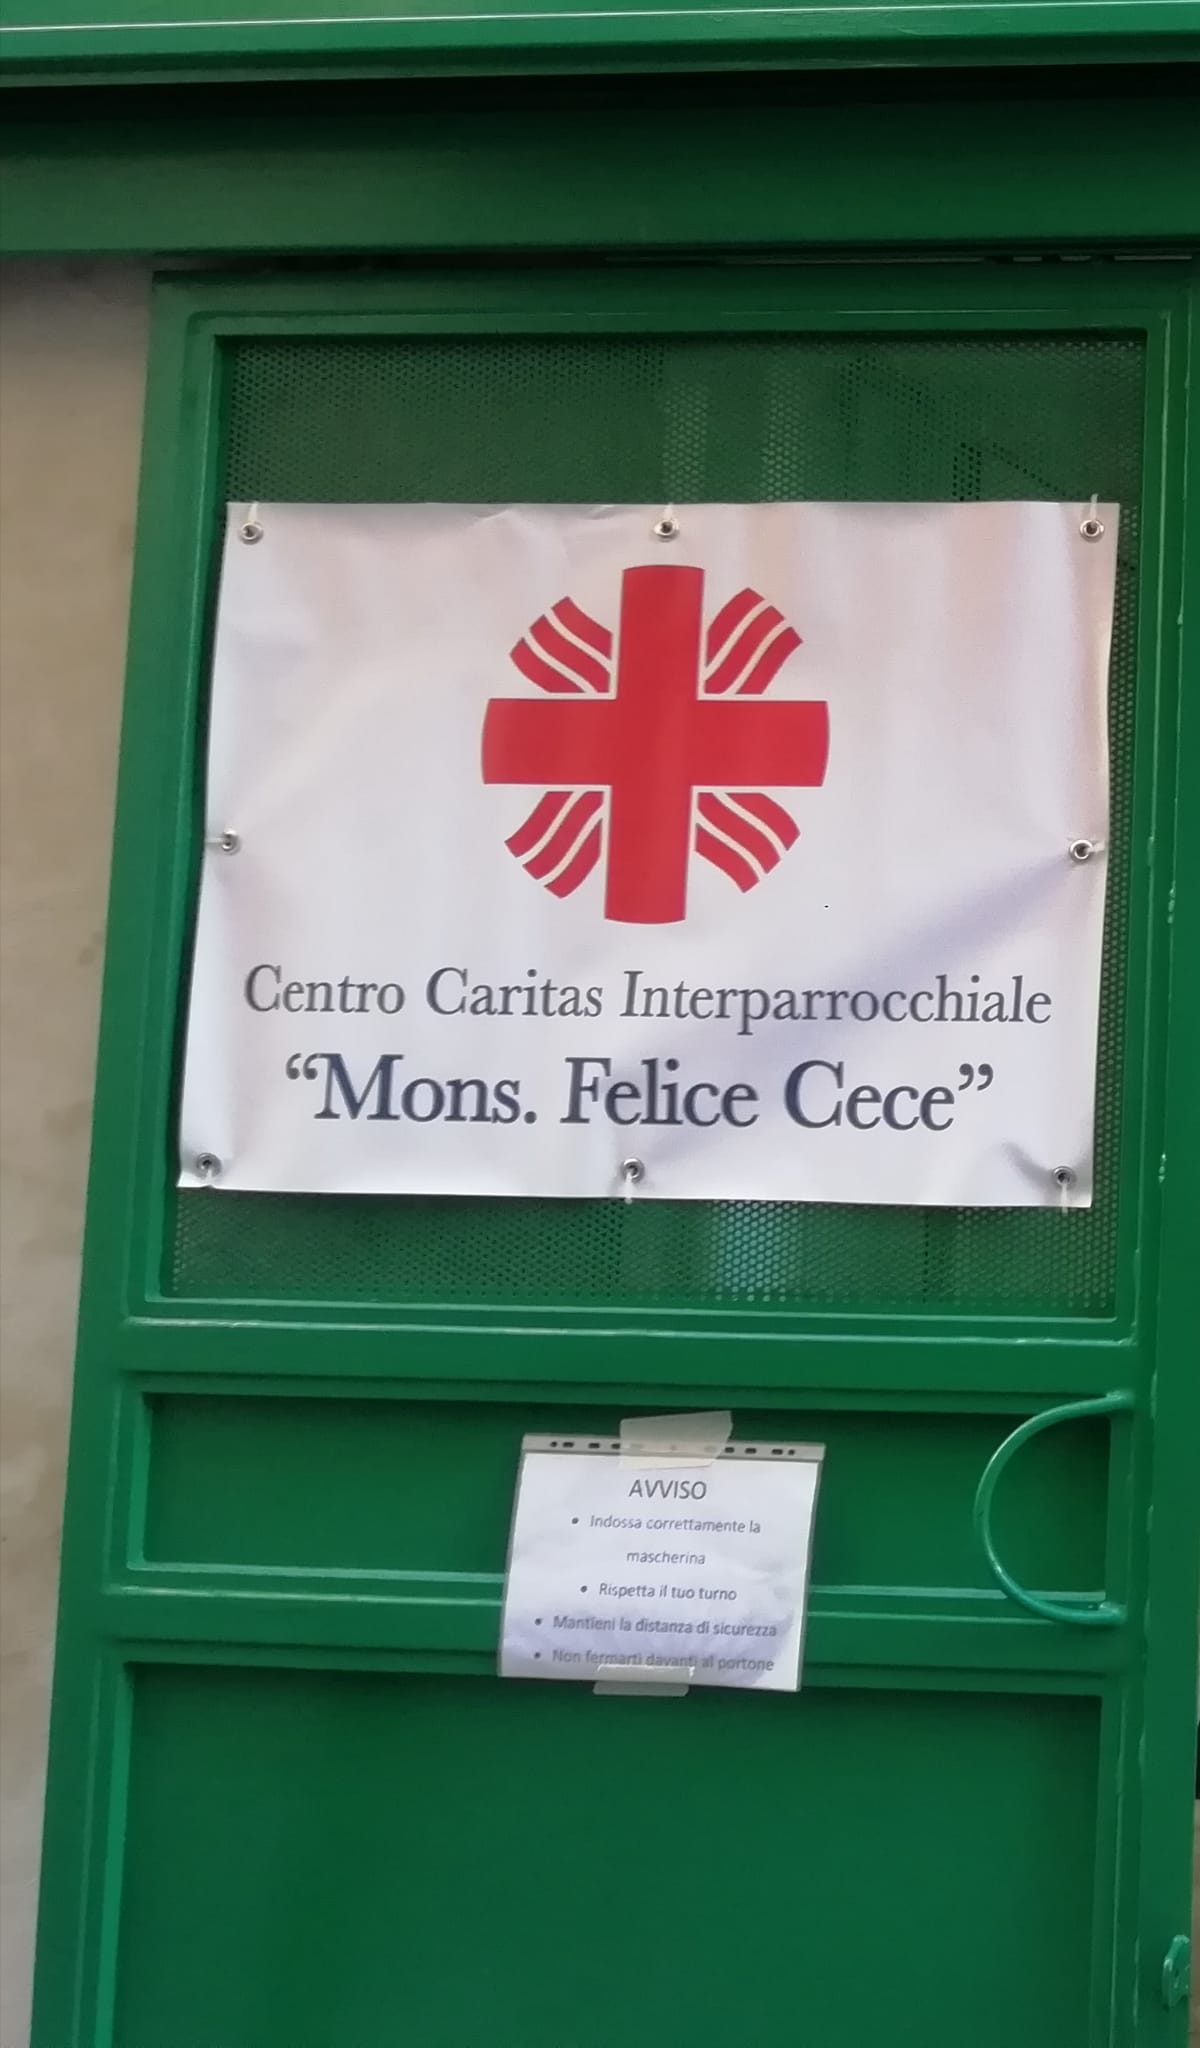 Centro Caritas Interparrocchiale
“Mons. Felice Cece”
AVVISO
• Indossa correttamente la
mascherina
• Rispetta il tuo turno
• Mantieni la distanza di sicurezza
• Non fermarti davanti al portone